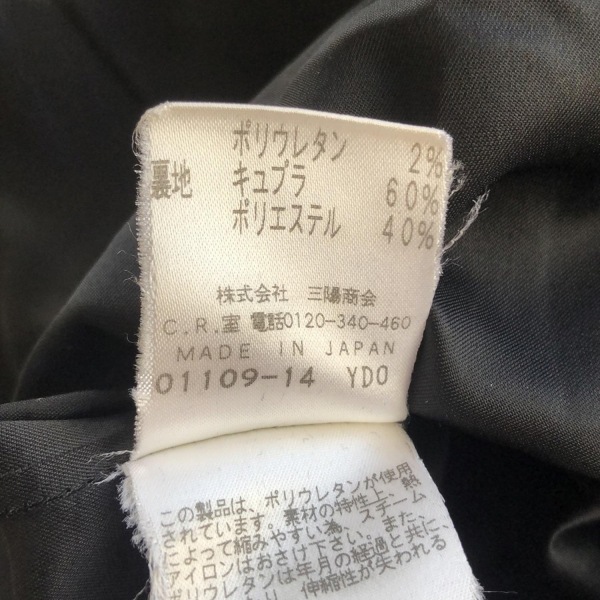 ポリウレタン 2%
裏地 キュプラ 60%
ポリエステル 40%
株式会社 三陽商会
C.R.室 電話0120-340-460
MADE IN JAPAN
01109-14 YDO
この製品は、ポリウレタンが使用
されています。素材の特性上、熱
によって縮みやすい為、スチーム
アイロンはおさけ下さい。また、
ポリウレタンは年月の経過と共に、
伸縮性が失われる